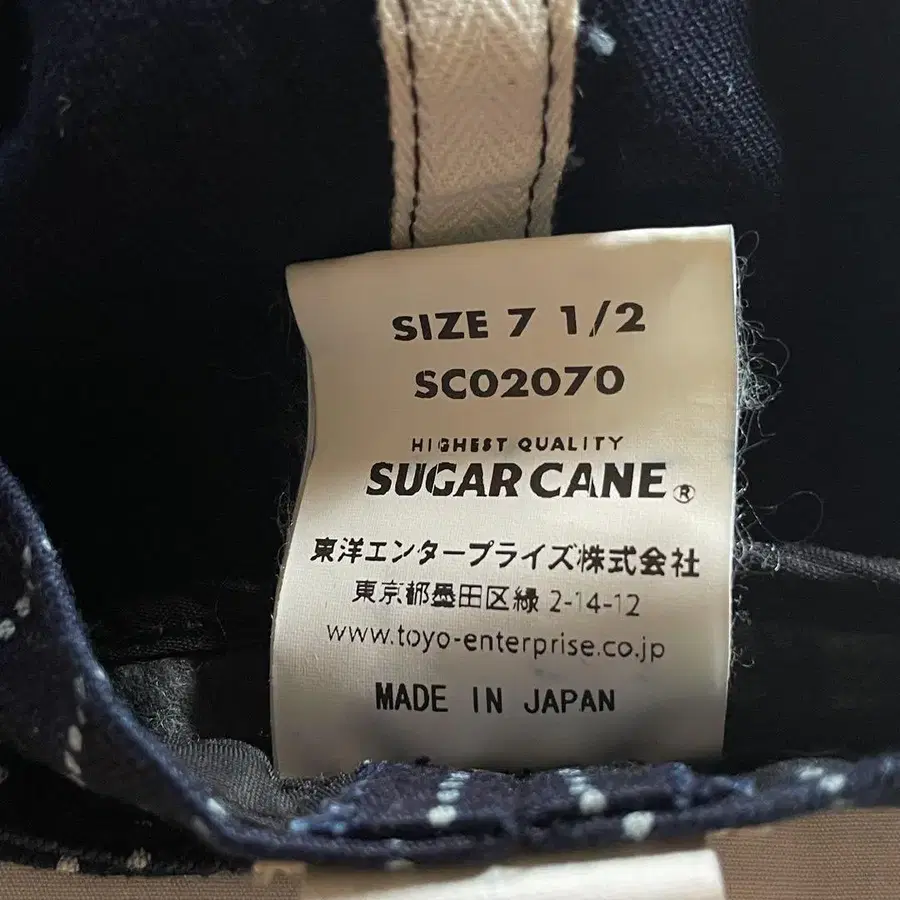 SIZE 7 1/2
SC02070
HIGHEST QUALITY
SUGAR CANE®
東洋エンタープライズ株式会社
東京都墨田区緑 2-14-12
www.toyo-enterprise.co.jp
MADE IN JAPAN